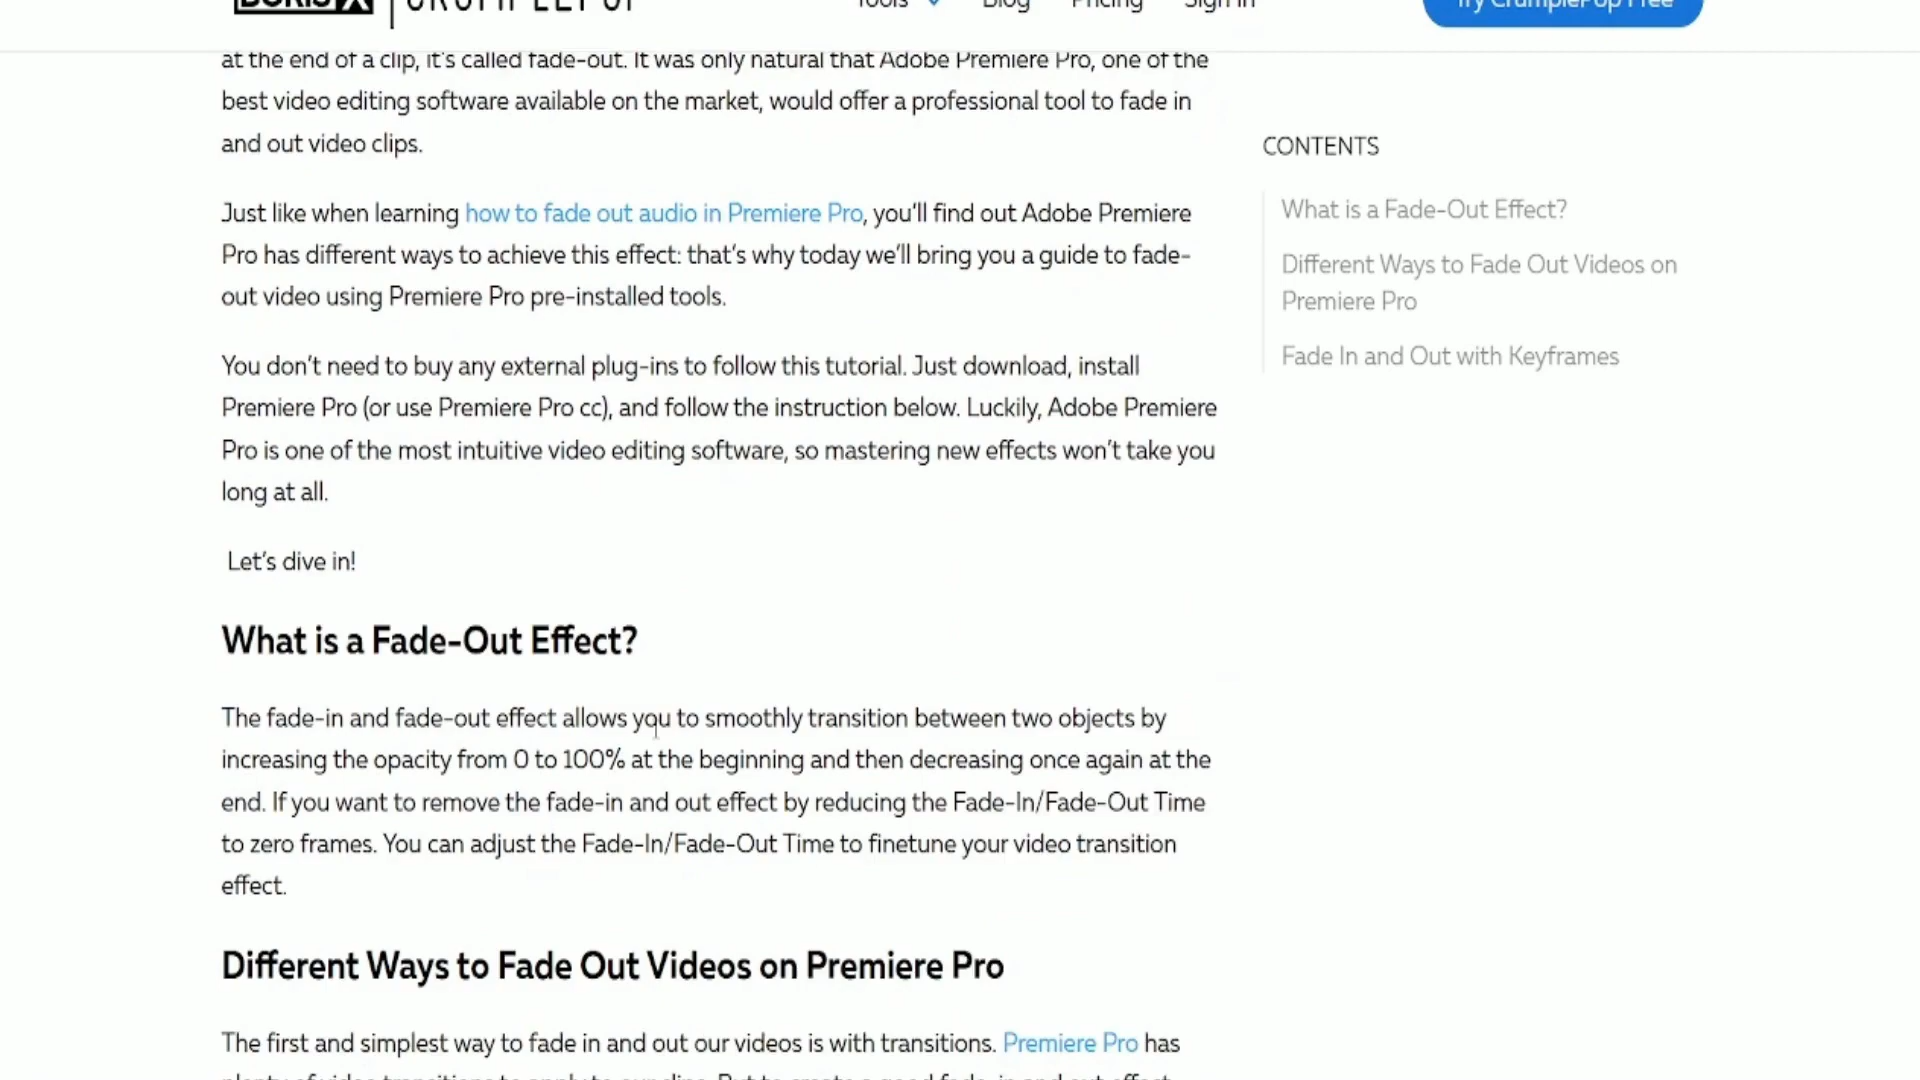 BORIS FX CRUMPLEPOP Tools Blog Pricing Sign in Try CrumplePop Free
at the end of a clip, it's called fade-out. It was only natural that Adobe Premiere Pro, one of the
best video editing software available on the market, would offer a professional tool to fade in
and out video clips.
Just like when learning how to fade out audio in Premiere Pro, you'll find out Adobe Premiere
Pro has different ways to achieve this effect: that's why today we'll bring you a guide to fade-
out video using Premiere Pro pre-installed tools.
You don't need to buy any external plug-ins to follow this tutorial. Just download, install
Premiere Pro (or use Premiere Pro cc), and follow the instruction below. Luckily, Adobe Premiere
Pro is one of the most intuitive video editing software, so mastering new effects won't take you
long at all.
Let's dive in!
What is a Fade-Out Effect?
The fade-in and fade-out effect allows you to smoothly transition between two objects by
increasing the opacity from 0 to 100% at the beginning and then decreasing once again at the
end. If you want to remove the fade-in and out effect by reducing the Fade-In/Fade-Out Time
to zero frames. You can adjust the Fade-In/Fade-Out Time to finetune your video transition
effect.
Different Ways to Fade Out Videos on Premiere Pro
The first and simplest way to fade in and out our videos is with transitions. Premiere Pro has
CONTENTS
What is a Fade-Out Effect?
Different Ways to Fade Out Videos on
Premiere Pro
Fade In and Out with Keyframes